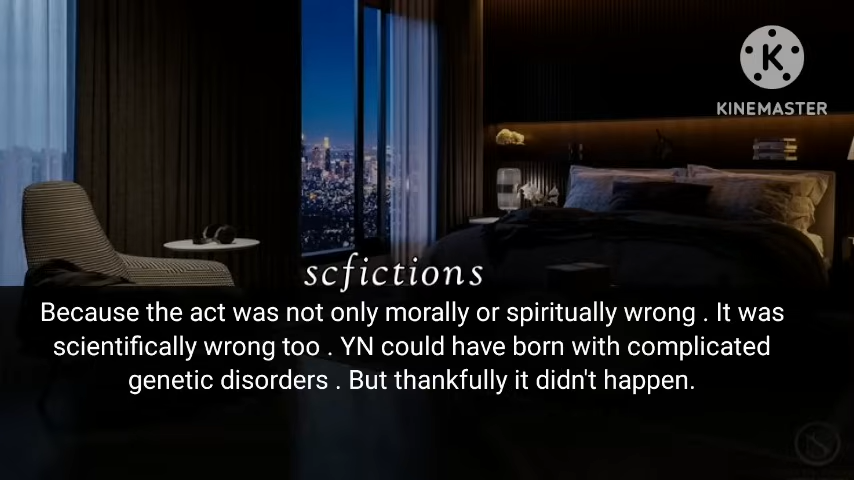 KINEMASTER
scfictions
Because the act was not only morally or spiritually wrong . It was
scientifically wrong too . YN could have born with complicated
genetic disorders . But thankfully it didn't happen.